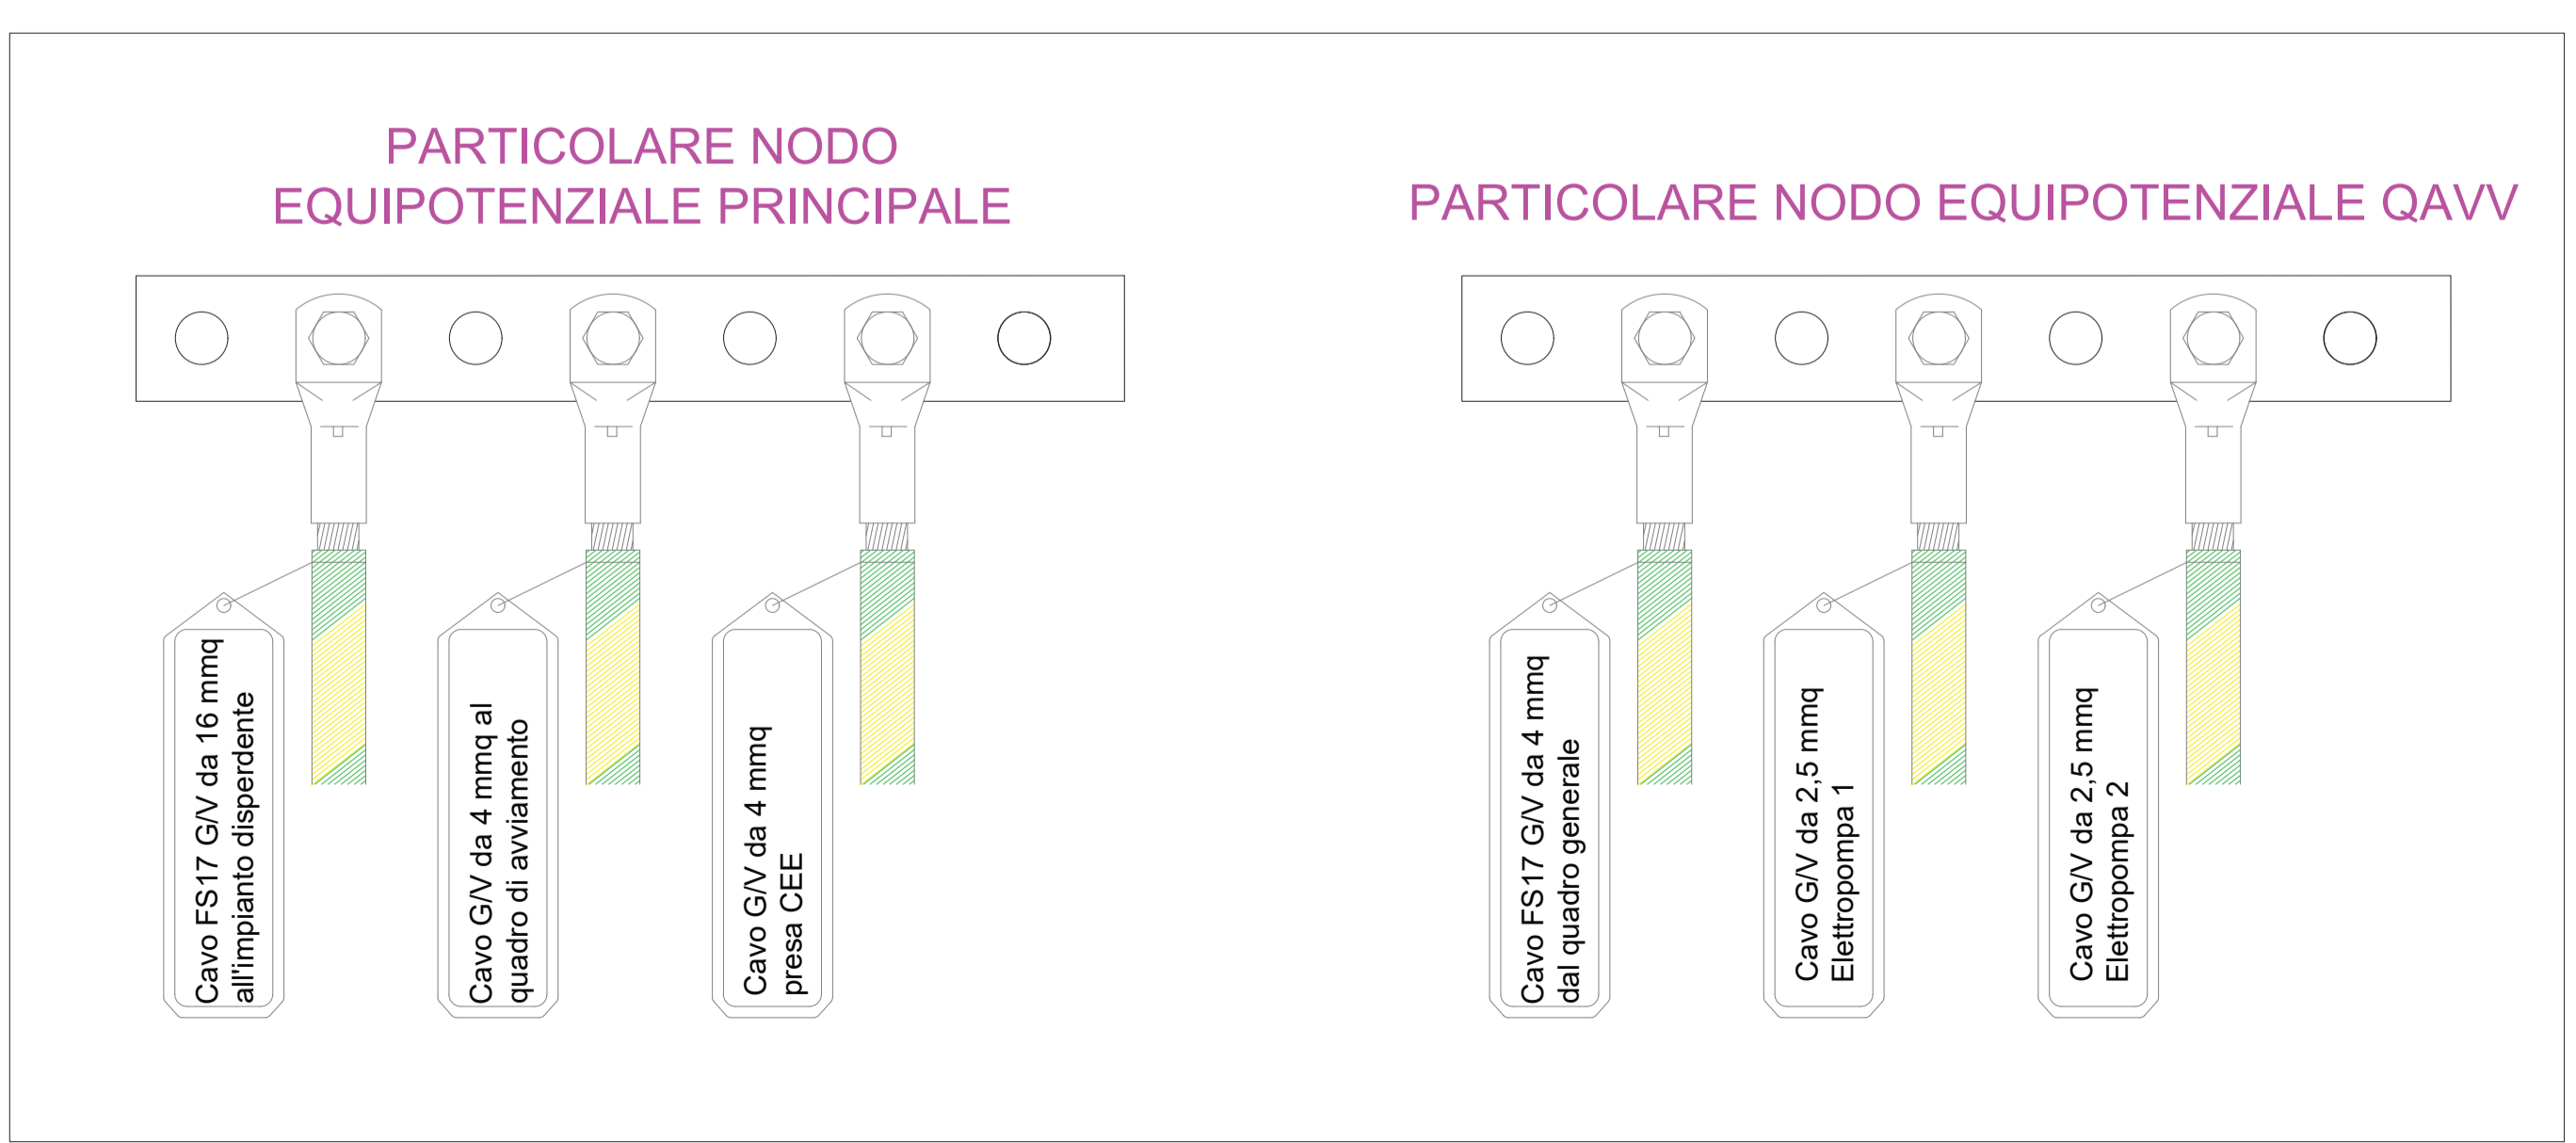 PARTICOLARE NODO
EQUIPOTENZIALE PRINCIPALE
Cavo FS17 G/V da 16 mmq
all'impianto disperdente
Cavo G/V da 4 mmq al
quadro di avviamento
Cavo G/V da 4 mmq
presa CEE
PARTICOLARE NODO EQUIPOTENZIALE QAVV
Cavo FS17 G/V da 4 mmq
dal quadro generale
Cavo G/V da 2,5 mmq
Elettropompa 1
Cavo G/V da 2,5 mmq
Elettropompa 2